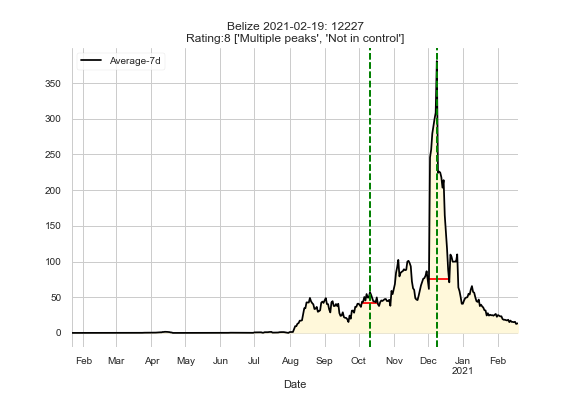 Belize 2021-02-19: 12227
Rating:8 ['Multiple peaks', 'Not in control']
Average-7d
350
300
250
200
150
100
50
0
Feb Mar Apr May Jun Jul Aug Sep Oct Nov Dec Jan Feb
2021
Date